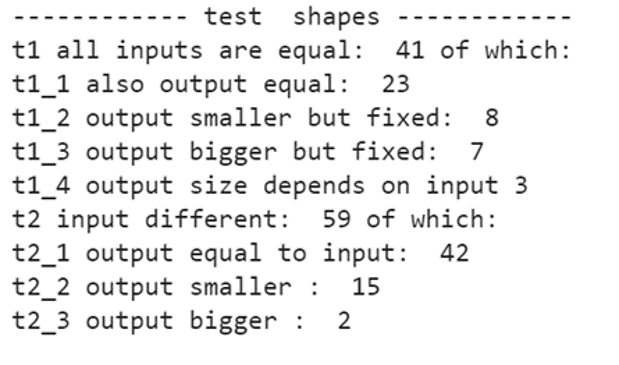 ------------ test  shapes ------------
t1 all inputs are equal:  41 of which:
t1_1 also output equal:  23
t1_2 output smaller but fixed:  8
t1_3 output bigger but fixed:  7
t1_4 output size depends on input 3
t2 input different:  59 of which:
t2_1 output equal to input:  42
t2_2 output smaller :  15
t2_3 output bigger :  2